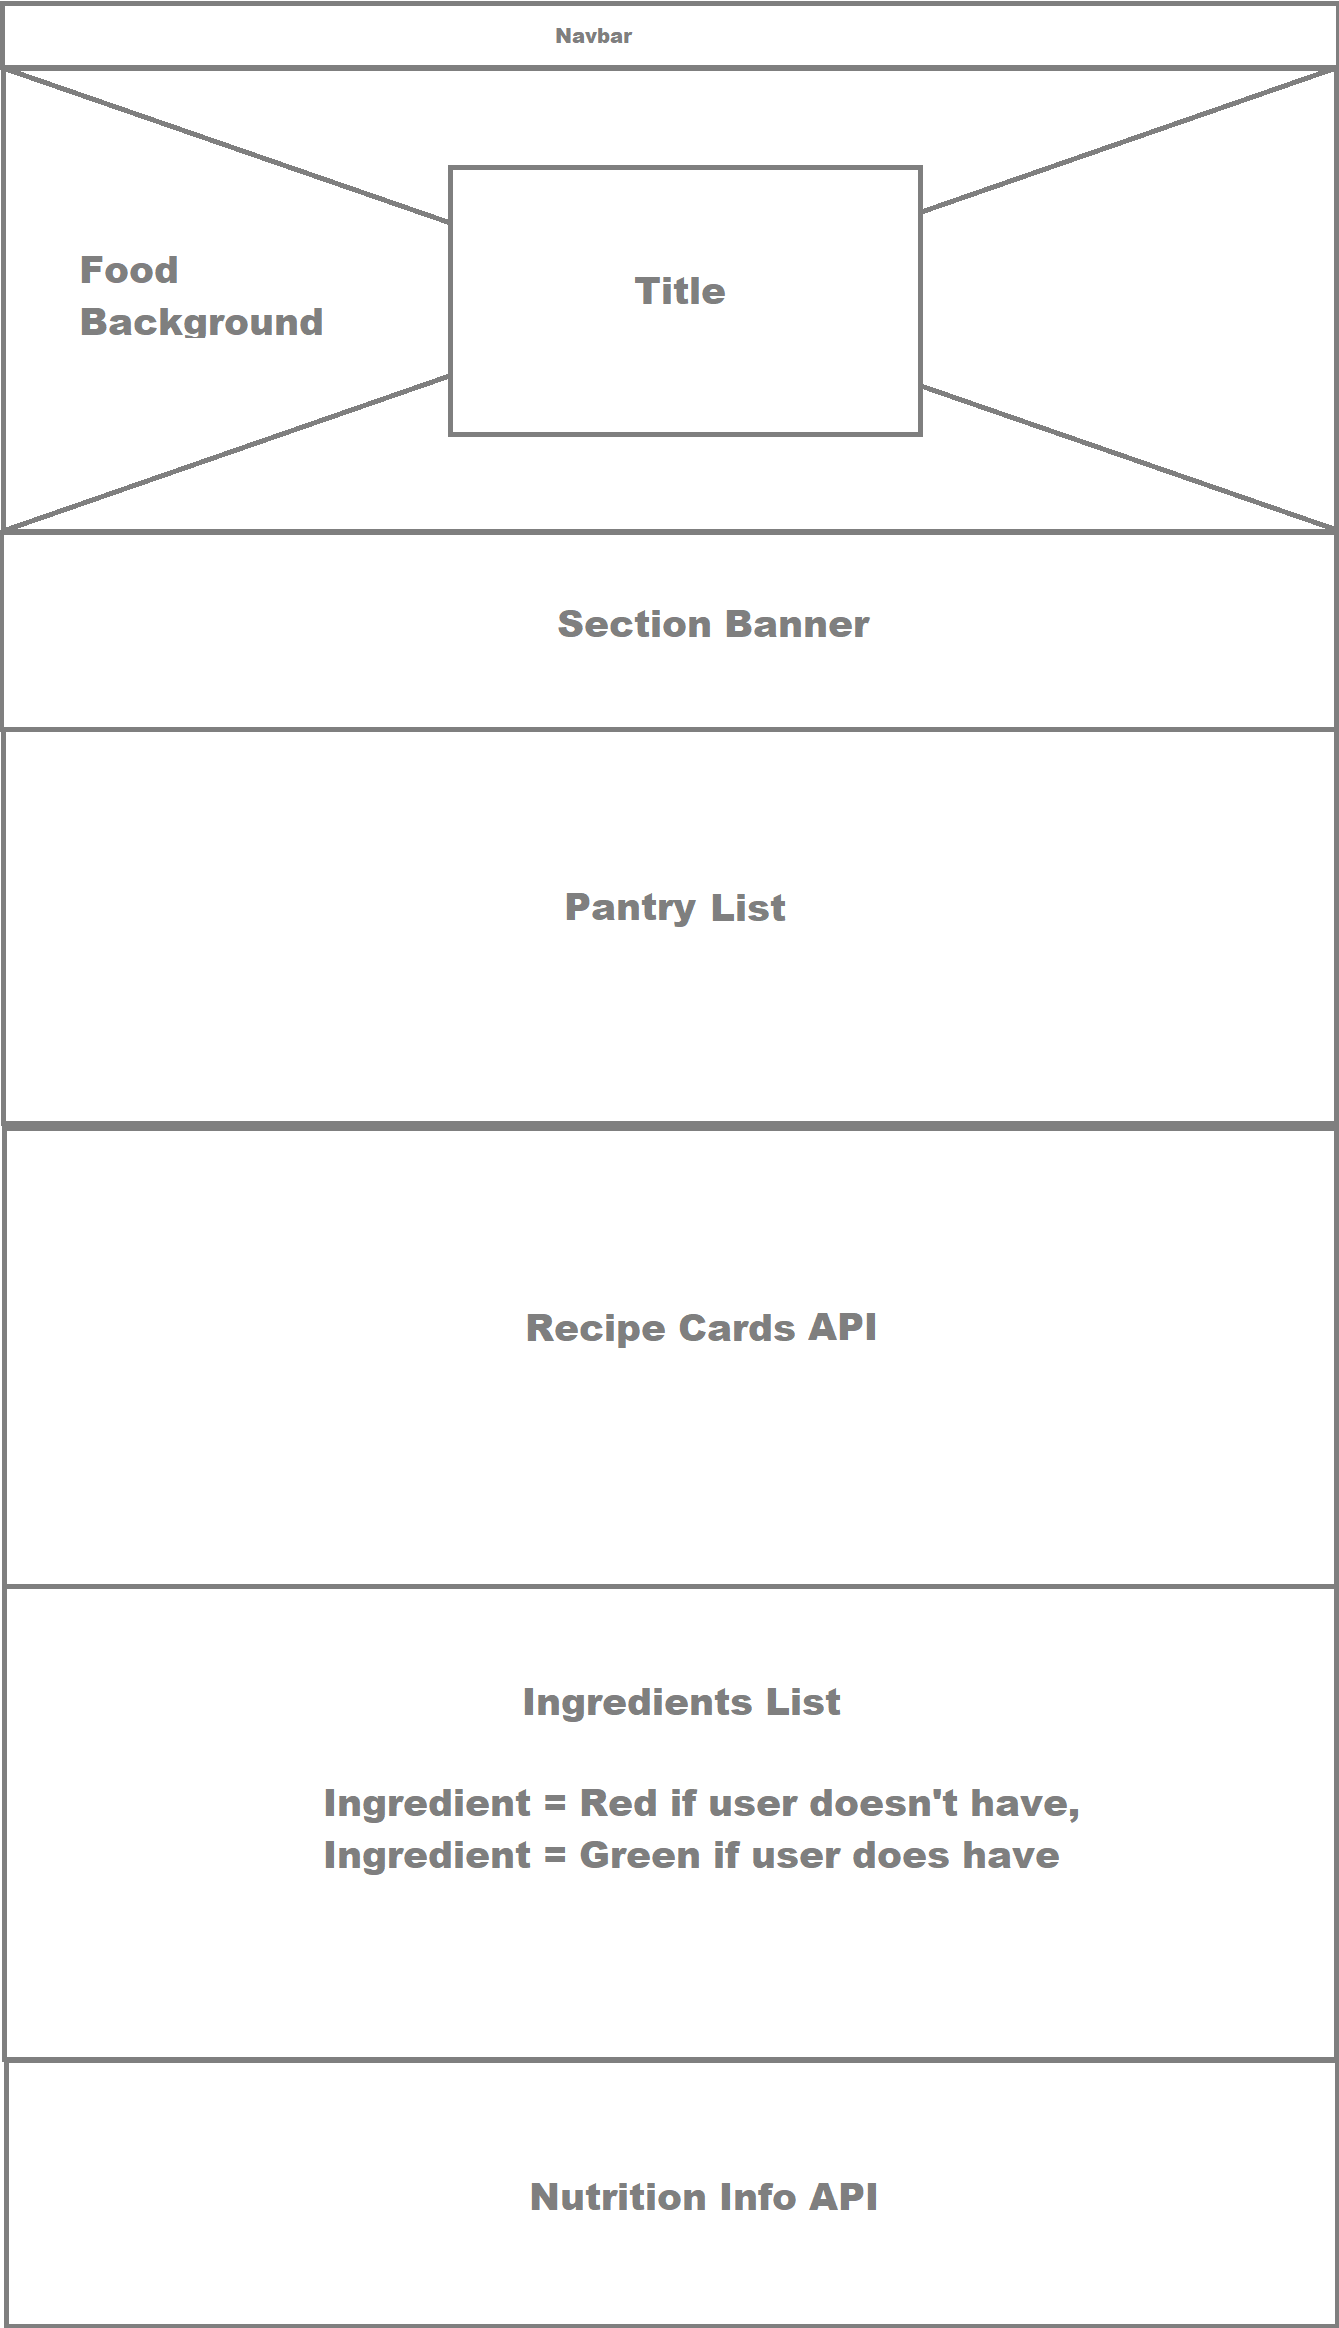 Navbar
Food
Background
Title
Section Banner
Pantry List
Recipe Cards API
Ingredients List
Ingredient = Red if user doesn't have,
Ingredient = Green if user does have
Nutrition Info API